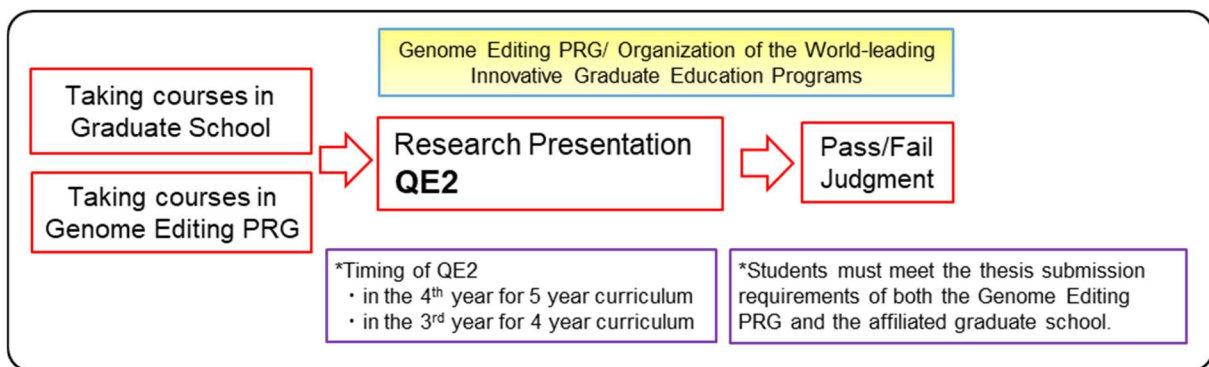 Genome Editing PRG/ Organization of the World-leading
Innovative Graduate Education Programs
Taking courses in
Graduate School
Taking courses in
Genome Editing PRG
Research Presentation
QE2
Pass/Fail
Judgment
*Timing of QE2
・in the 4th year for 5 year curriculum
・in the 3rd year for 4 year curriculum
*Students must meet the thesis submission
requirements of both the Genome Editing
PRG and the affiliated graduate school.